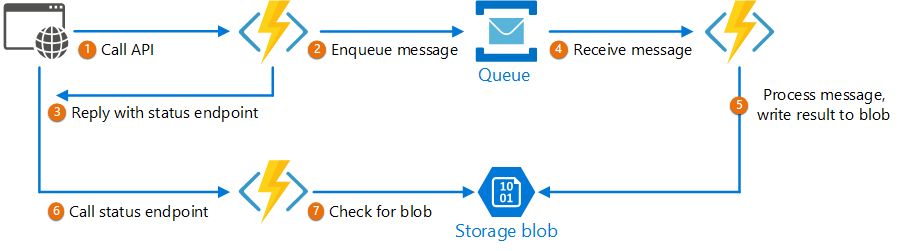 1 Call API
2 Enqueue message
Queue
4 Receive message
3 Reply with status endpoint
5 Process message,
write result to blob
6 Call status endpoint
7 Check for blob
10
01
Storage blob